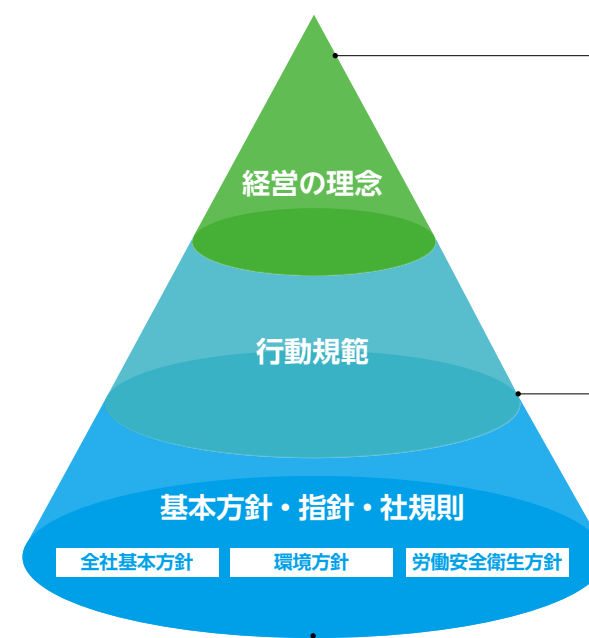 経営の理念
行動規範
基本方針・指針・社規則
全社基本方針
環境方針
労働安全衛生方針